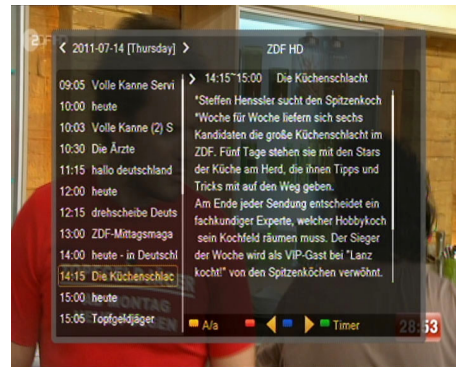 ZDF HD
2011-07-14 [Thursday]
ZDF HD
09:05 Volle Kanne Servi
10:00 heute
10:03 Volle Kanne (2) S
10:30 Die Ärzte
11:15 hallo deutschland
12:00 heute
12:15 drehscheibe Deuts
13:00 ZDF-Mittagsmaga
14:00 heute - in Deutschl
14:15 Die Küchenschlac
15:00 heute
15:05 Topfgeldjäger
14:15~15:00 Die Küchenschlacht
"Steffen Henssler sucht den Spitzenkoch
"Woche für Woche liefern sich sechs
Kandidaten die große Küchenschlacht im
ZDF. Fünf Tage stehen sie mit den Stars
der Küche am Herd, die ihnen Tipps und
Tricks mit auf den Weg geben.
Am Ende jeder Sendung entscheidet ein
fachkundiger Experte, welcher Hobbykoch
sein Kochfeld räumen muss. Der Sieger
der Woche wird als VIP-Gast bei "Lanz
kocht!" von den Spitzenköchen verwöhnt.
A/a
Timer
28:53